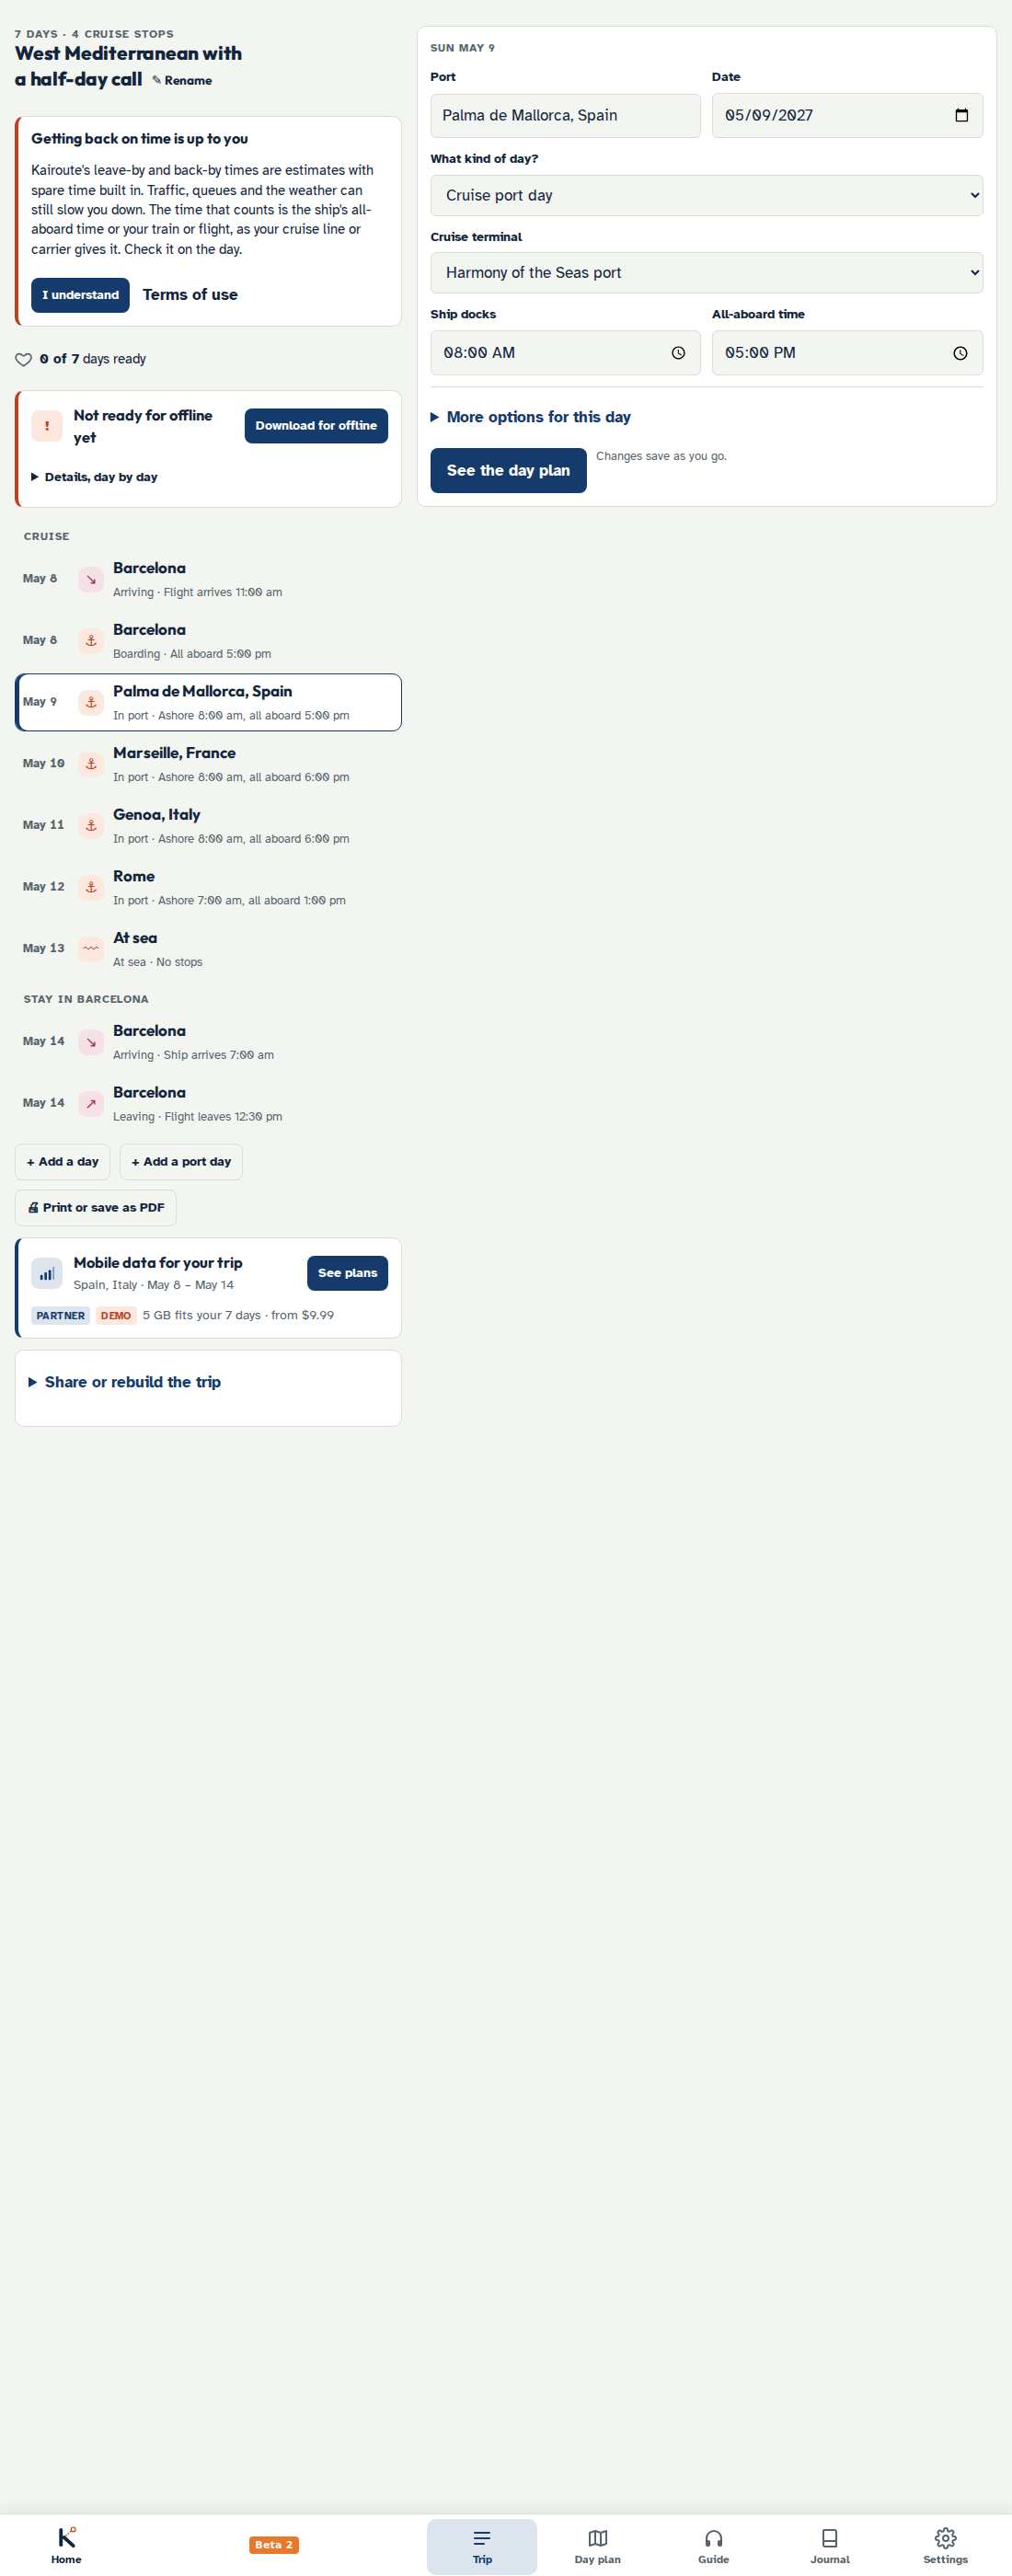 7 DAYS · 4 CRUISE STOPS
West Mediterranean with
a half-day call ✎ Rename
Getting back on time is up to you
Kairoute's leave-by and back-by times are estimates with
spare time built in. Traffic, queues and the weather can
still slow you down. The time that counts is the ship's all-
aboard time or your train or flight, as your cruise line or
carrier gives it. Check it on the day.
I understand
Terms of use
0 of 7 days ready
!
Not ready for offline
yet
Download for offline
Details, day by day
CRUISE
May 8
Barcelona
Arriving · Flight arrives 11:00 am
May 8
Barcelona
Boarding · All aboard 5:00 pm
May 9
Palma de Mallorca, Spain
In port · Ashore 8:00 am, all aboard 5:00 pm
May 10
Marseille, France
In port · Ashore 8:00 am, all aboard 6:00 pm
May 11
Genoa, Italy
In port · Ashore 8:00 am, all aboard 6:00 pm
May 12
Rome
In port · Ashore 7:00 am, all aboard 1:00 pm
May 13
At sea
At sea · No stops
STAY IN BARCELONA
May 14
Barcelona
Arriving · Ship arrives 7:00 am
May 14
Barcelona
Leaving · Flight leaves 12:30 pm
+ Add a day
+ Add a port day
Print or save as PDF
Mobile data for your trip
Spain, Italy · May 8 – May 14
See plans
PARTNER DEMO 5 GB fits your 7 days · from $9.99
Share or rebuild the trip
SUN MAY 9
Port
Palma de Mallorca, Spain
Date
05/09/2027
What kind of day?
Cruise port day
Cruise terminal
Harmony of the Seas port
Ship docks
08:00 AM
All-aboard time
05:00 PM
More options for this day
See the day plan
Changes save as you go.
Home
Beta 2
Trip
Day plan
Guide
Journal
Settings